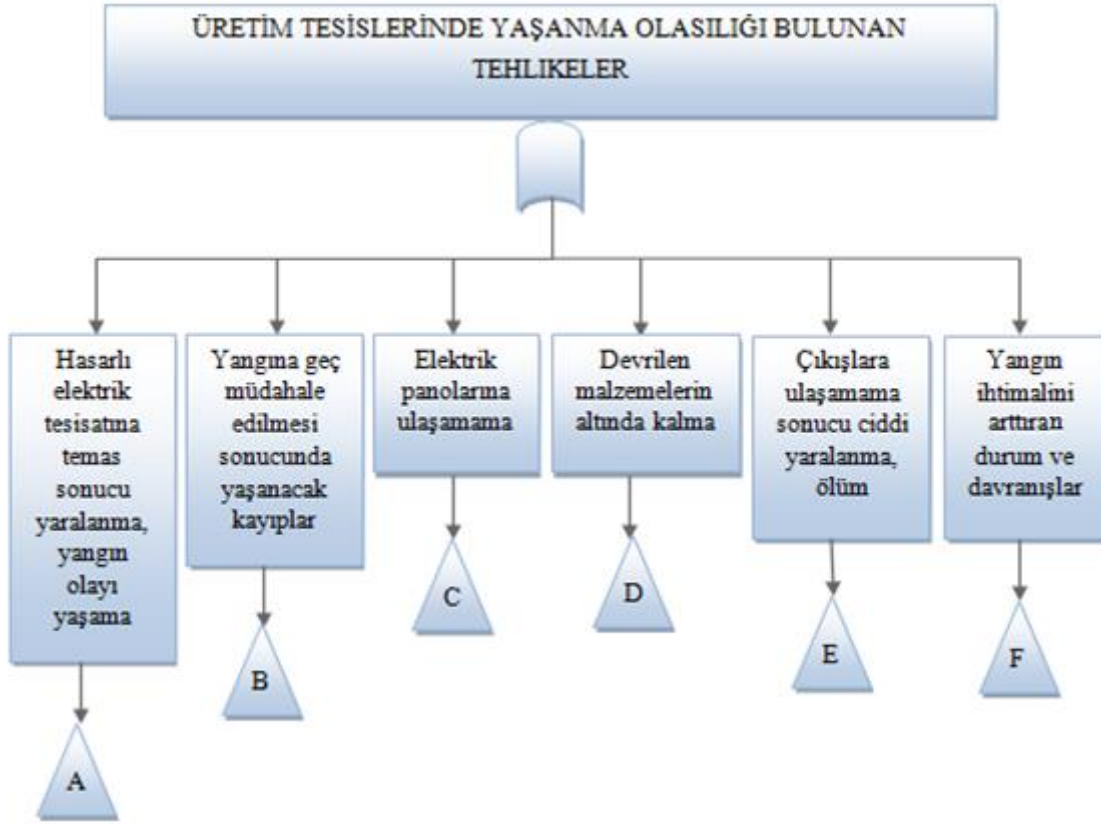 ÜRETİM TESİSLERİNDE YAŞANMA OLASILIĞI BULUNAN
TEHLIKELER
Hasarlı
elektrik
tesisatına
temas
sonucu
yaralanma,
yangın
olayı
yaşama
Yangına geç
müdahale
edilmesi
sonucunda
yaşanacak
kayıplar
Elektrik
panolarına
ulaşamama
Devrilen
malzemelerin
altında kalma
Çıkışlara
ulaşamama
sonucu ciddi
yaralanma,
ölüm
Yangın
ihtimalini
arttıran
durum ve
davranışlar
A
B
C
D
E
F